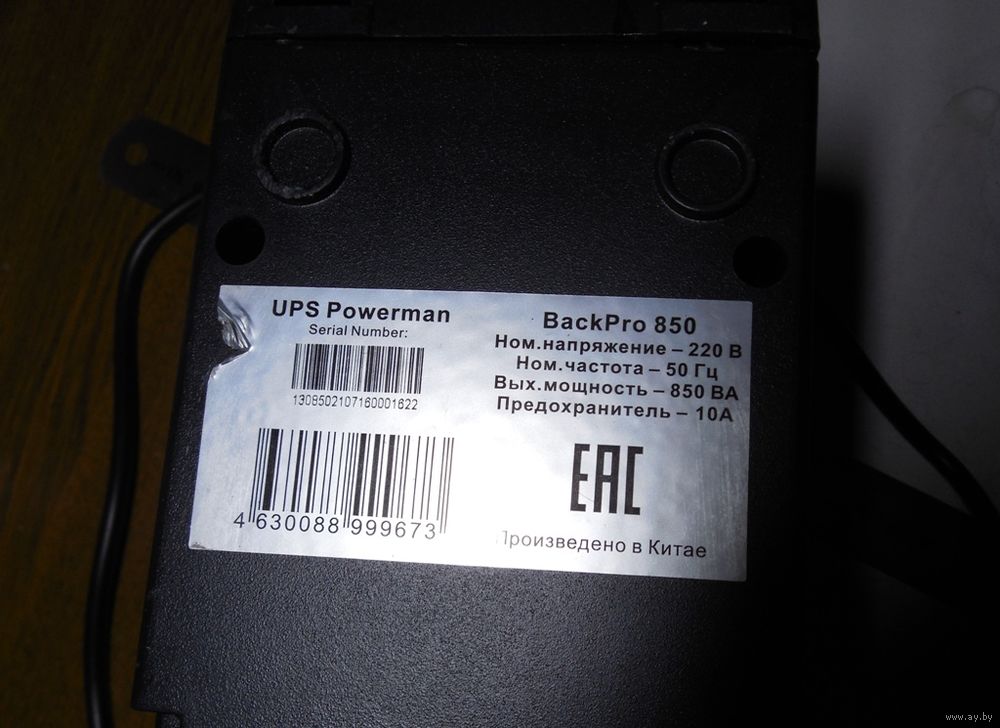 UPS Powerman
Serial Number:
1308502107160001622
4 630088 999673
BackPro 850
Ном.напряжение – 220 В
Ном.частота – 50 Гц
Вых.мощность – 850 ВА
Предохранитель – 10А
EAC
Произведено в Китае
www.ay.by